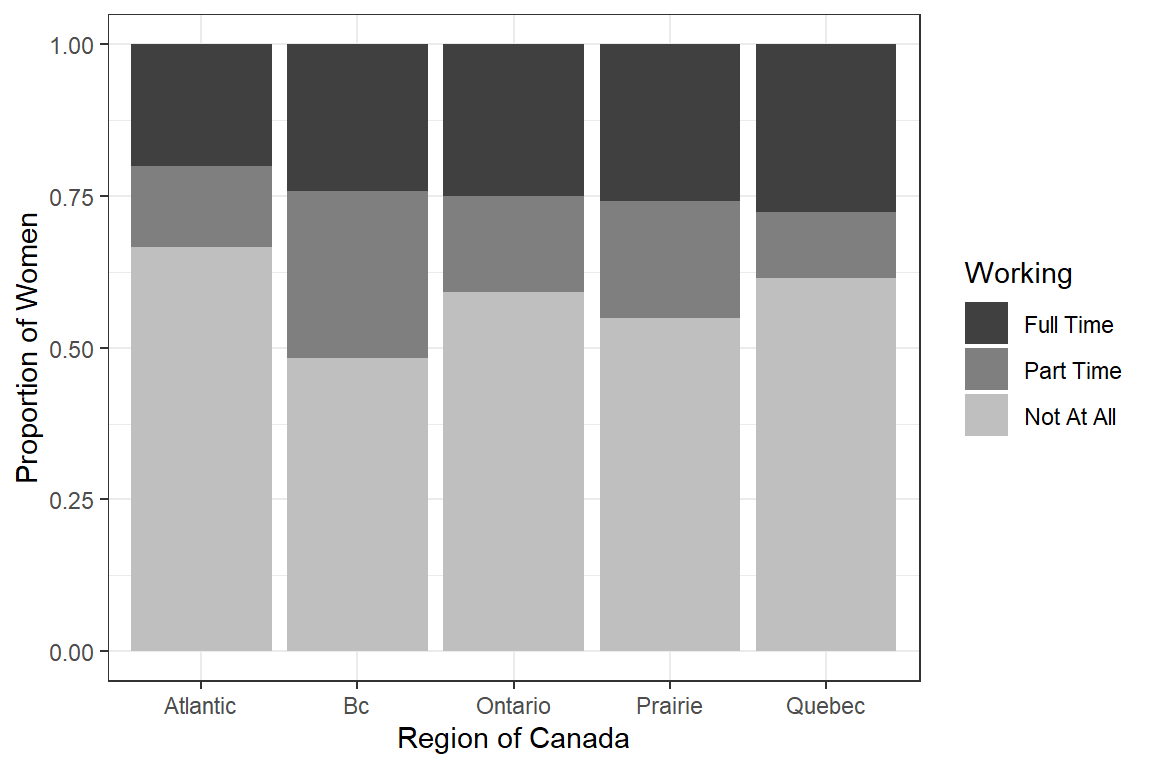 1.00
0.75
0.50
0.25
0.00
Proportion of Women
Atlantic Bc Ontario Prairie Quebec
Region of Canada
Working
Full Time
Part Time
Not At All